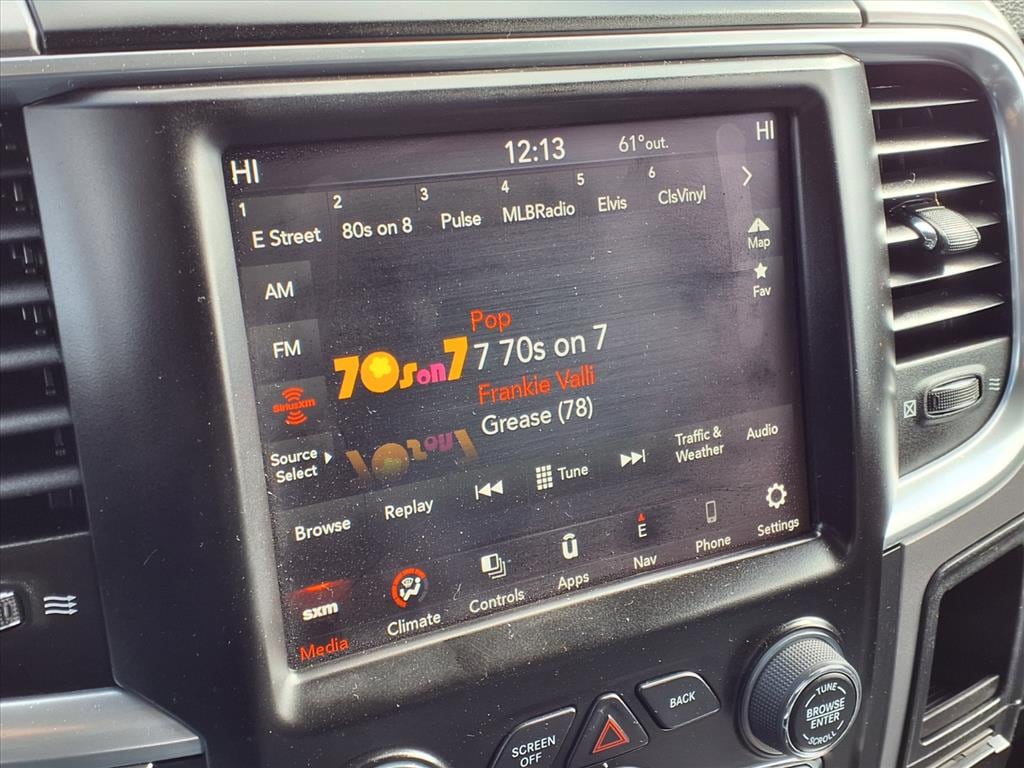 HI 12:13 61°out. HI
1 2 3 4 5 6
E Street 80s on 8 Pulse MLBRadio Elvis ClsVinyl
Map
Fav
AM
FM
SiriusXM
Source
Select
Pop
70s on 7 7 70s on 7
Frankie Valli
Grease (78)
Browse Replay Tune Traffic &
Weather Audio
sxm
Media Climate Controls Apps E
Nav Phone Settings
SCREEN
OFF
BACK
TUNE
BROWSE
ENTER
SCROLL